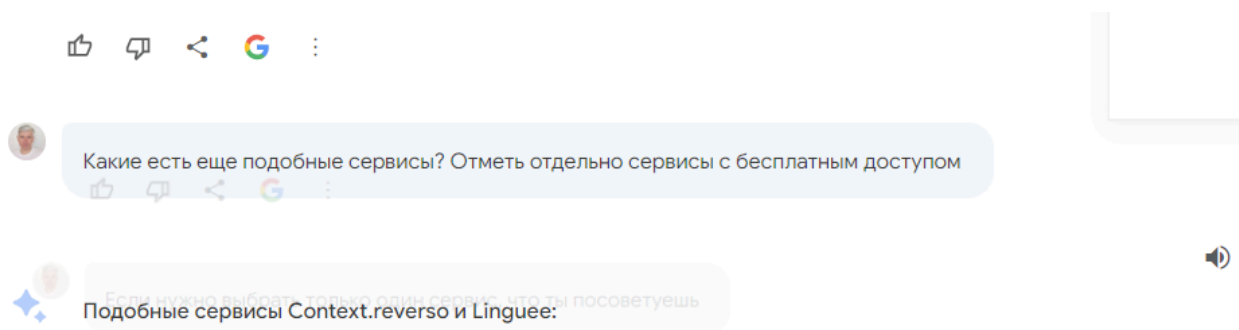 Какие есть еще подобные сервисы? Отметь отдельно сервисы с бесплатным доступом
Если нужно выбрать только один сервис, что ты посоветуешь
Подобные сервисы Context.reverso и Linguee: